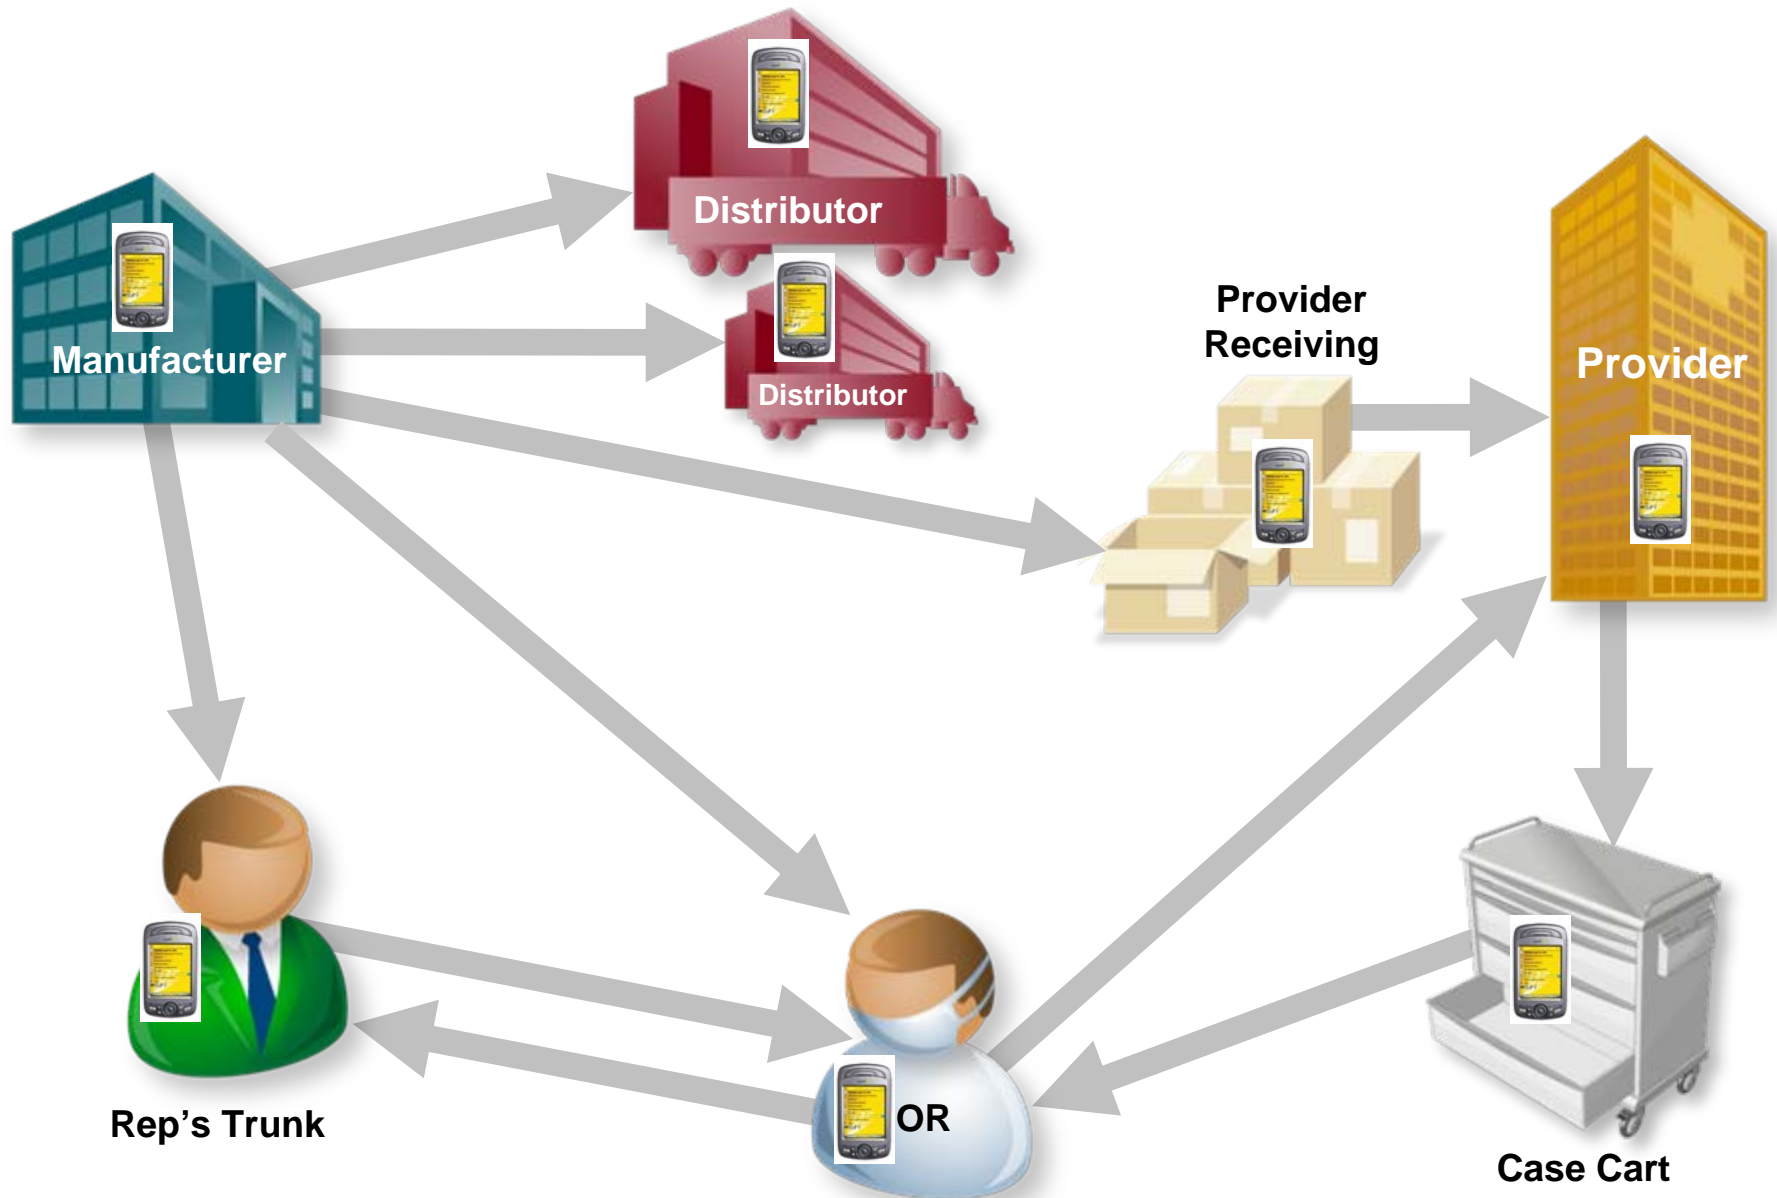 Distributor
Manufacturer
Distributor
Provider
Receiving
Provider
Rep's Trunk
OR
Case Cart